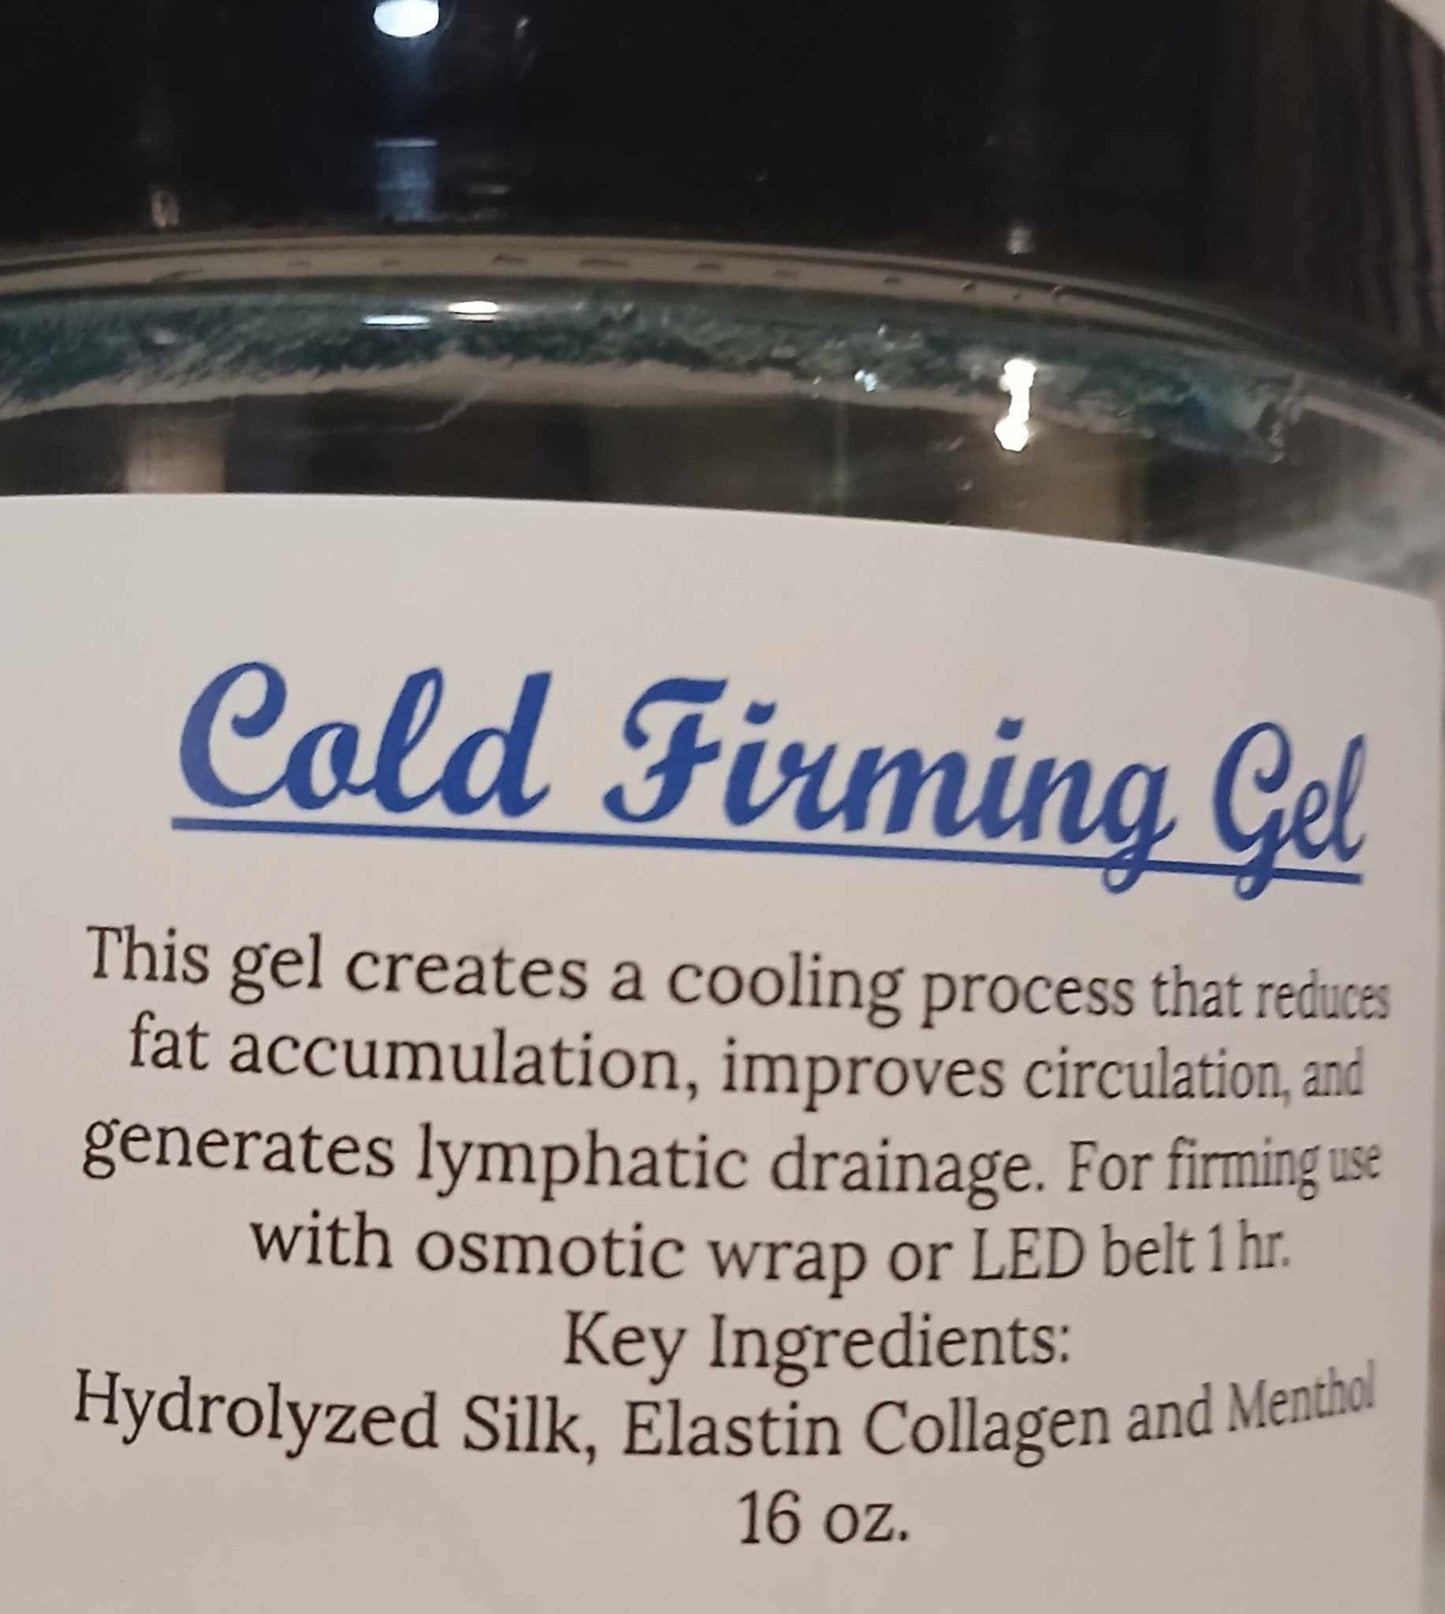 Cold Firming Gel
This gel creates a cooling process that reduces
fat accumulation, improves circulation, and
generates lymphatic drainage. For firming use
with osmotic wrap or LED belt 1 hr.
Key Ingredients:
Hydrolyzed Silk, Elastin Collagen and Menthol
16 oz.